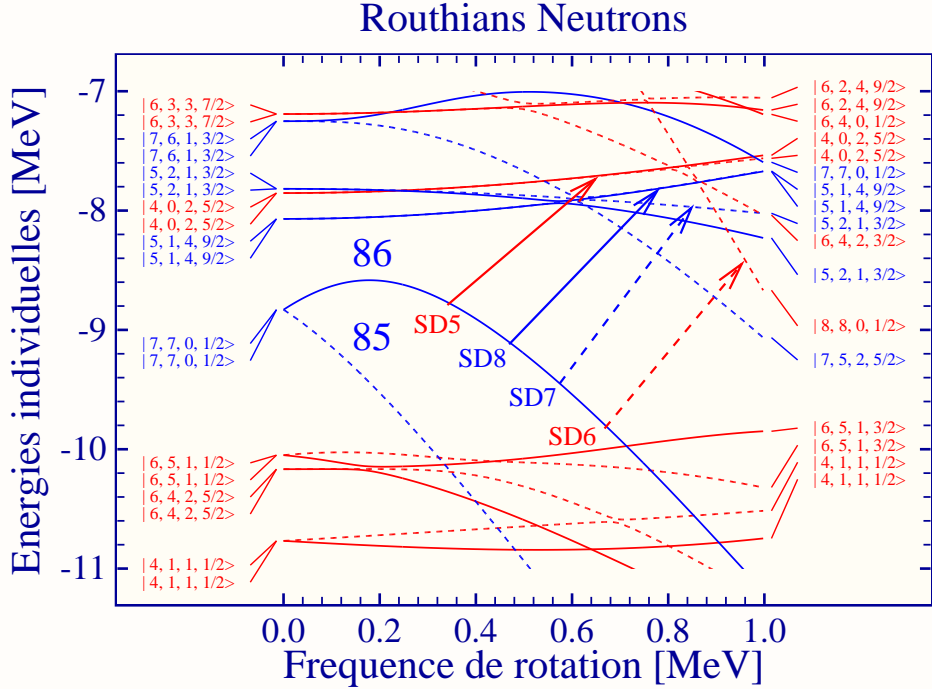 Routhians Neutrons
Energies individuelles [MeV]
-7
-8
-9
-10
-11
| 6, 3, 3, 7/2>
| 6, 3, 3, 7/2>
| 7, 6, 1, 3/2>
| 7, 6, 1, 3/2>
| 5, 2, 1, 3/2>
| 5, 2, 1, 3/2>
| 4, 0, 2, 5/2>
| 4, 0, 2, 5/2>
| 5, 1, 4, 9/2>
| 5, 1, 4, 9/2>
| 7, 7, 0, 1/2>
| 7, 7, 0, 1/2>
| 6, 5, 1, 1/2>
| 6, 5, 1, 1/2>
| 6, 4, 2, 5/2>
| 6, 4, 2, 5/2>
| 4, 1, 1, 1/2>
| 4, 1, 1, 1/2>
86
85
SD5
SD8
SD7
SD6
| 6, 2, 4, 9/2>
| 6, 2, 4, 9/2>
| 6, 4, 0, 1/2>
| 4, 0, 2, 5/2>
| 4, 0, 2, 5/2>
| 7, 7, 0, 1/2>
| 5, 1, 4, 9/2>
| 5, 1, 4, 9/2>
| 5, 2, 1, 3/2>
| 6, 4, 2, 3/2>
| 5, 2, 1, 3/2>
| 8, 8, 0, 1/2>
| 7, 5, 2, 5/2>
| 6, 5, 1, 3/2>
| 6, 5, 1, 3/2>
| 4, 1, 1, 1/2>
| 4, 1, 1, 1/2>
0.0 0.2 0.4 0.6 0.8 1.0
Frequence de rotation [MeV]